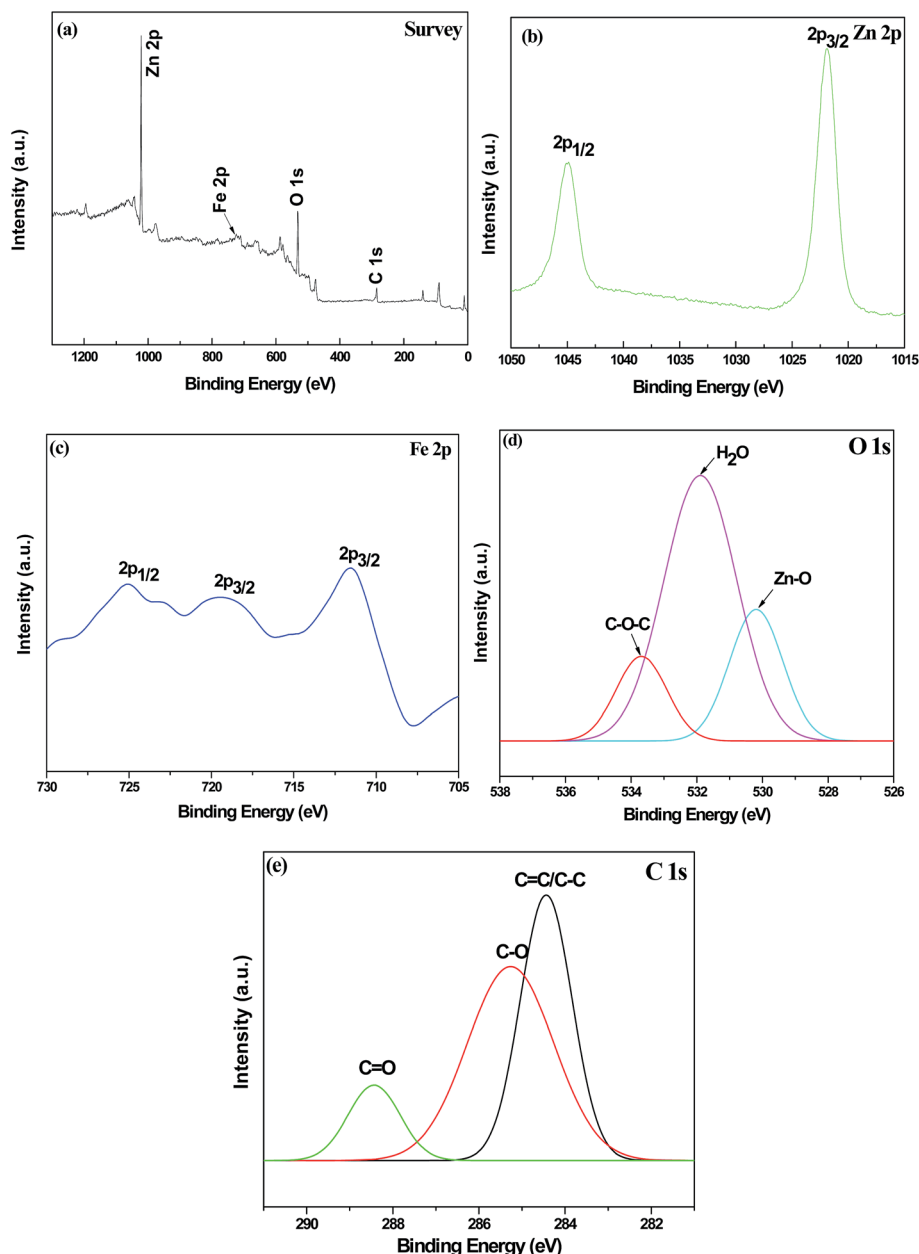 (a)
Survey
Zn 2p
Fe 2p
O 1s
C 1s
Intensity (a.u.)
1200 1000 800 600 400 200 0
Binding Energy (eV)
(b)
2p3/2 Zn 2p
2p1/2
Intensity (a.u.)
1050 1045 1040 1035 1030 1025 1020 1015
Binding Energy (eV)
(c)
Fe 2p
2p1/2
2p3/2
2p3/2
Intensity (a.u.)
730 725 720 715 710 705
Binding Energy (eV)
(d)
O 1s
H2O
Zn-O
C-O-C
Intensity (a.u.)
538 536 534 532 530 528 526
Binding Energy (eV)
(e)
C 1s
C=C/C-C
C-O
C=O
Intensity (a.u.)
290 288 286 284 282
Binding Energy (eV)